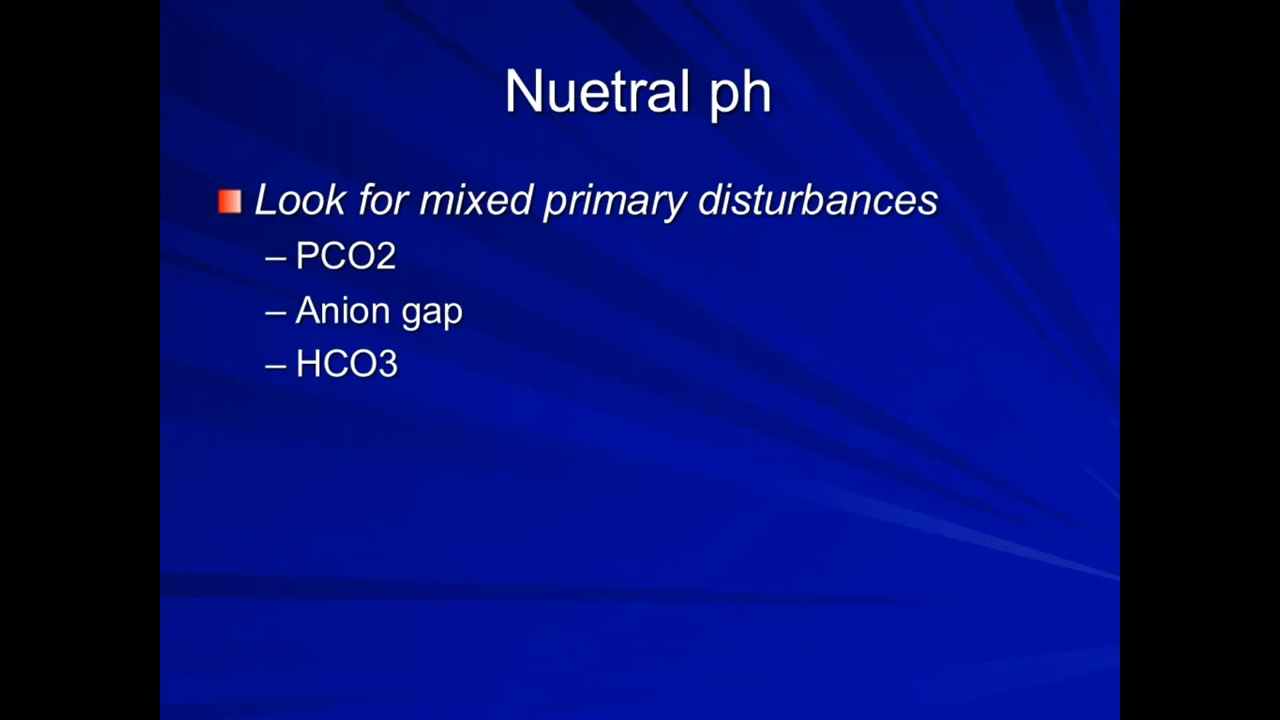 Nuetral ph
Look for mixed primary disturbances
– PCO2
– Anion gap
– HCO3